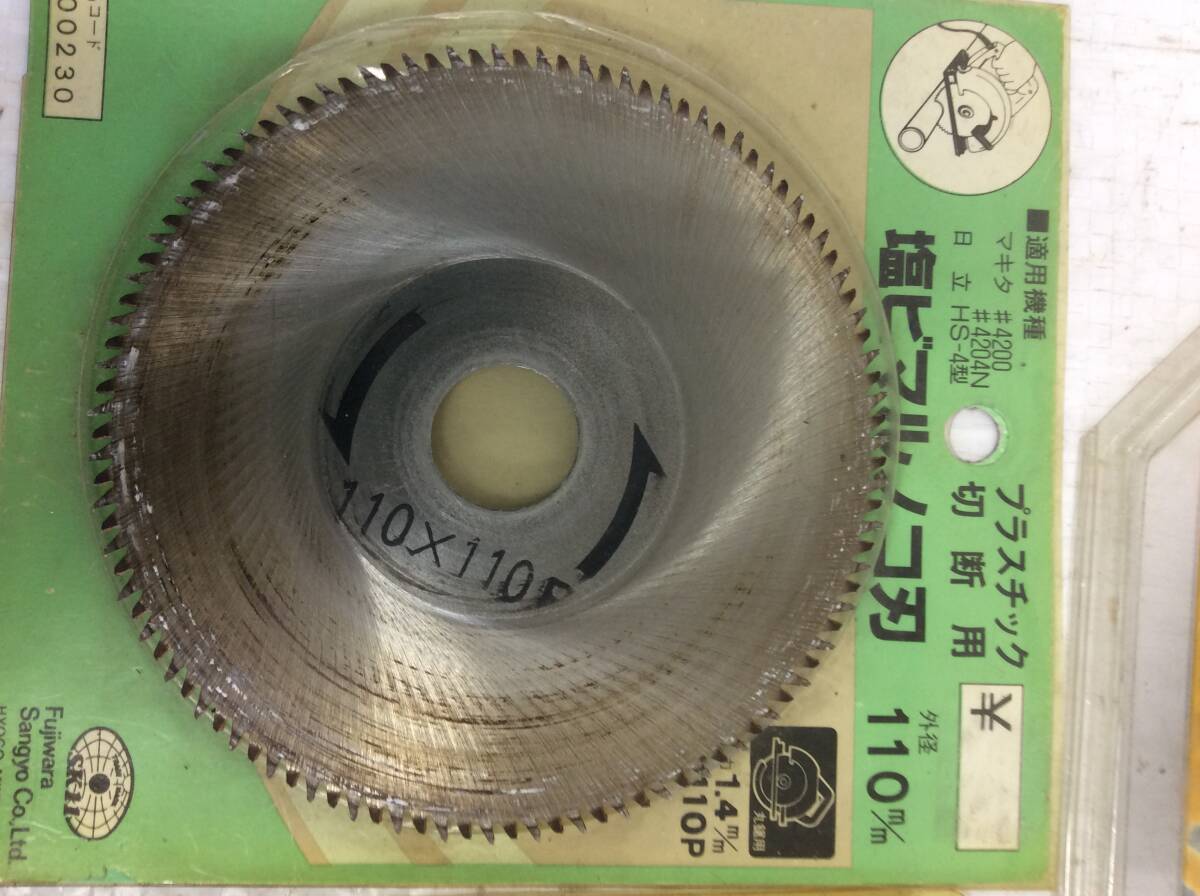 ■適用機種
マキタ #4200
#4204N
日立 HS-4型
プラスチック
切断用
塩ビマルノコ刃
¥
外径
110m/m
1.4m/m
110P
丸鋸用
110×110P
コード
00230
SK11
Fujiwara
Sangyo Co.,Ltd.